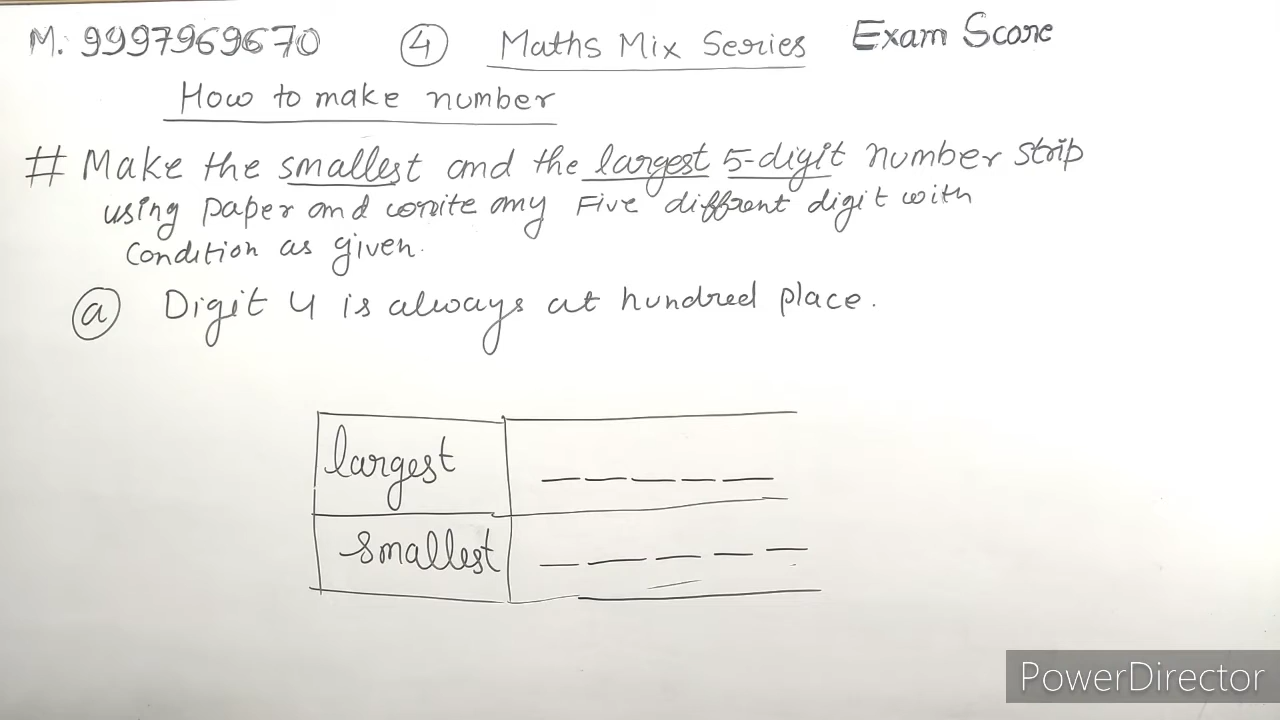 M. 9997969670 4 Maths Mix Series Exam Score
How to make number
# Make the smallest and the largest 5-digit number strip
using paper and write any Five diffrent digit with
Condition as given.
a Digit 4 is always at hundred place.
largest _ _ _ _ _
smallest _ _ _ _ _
PowerDirector